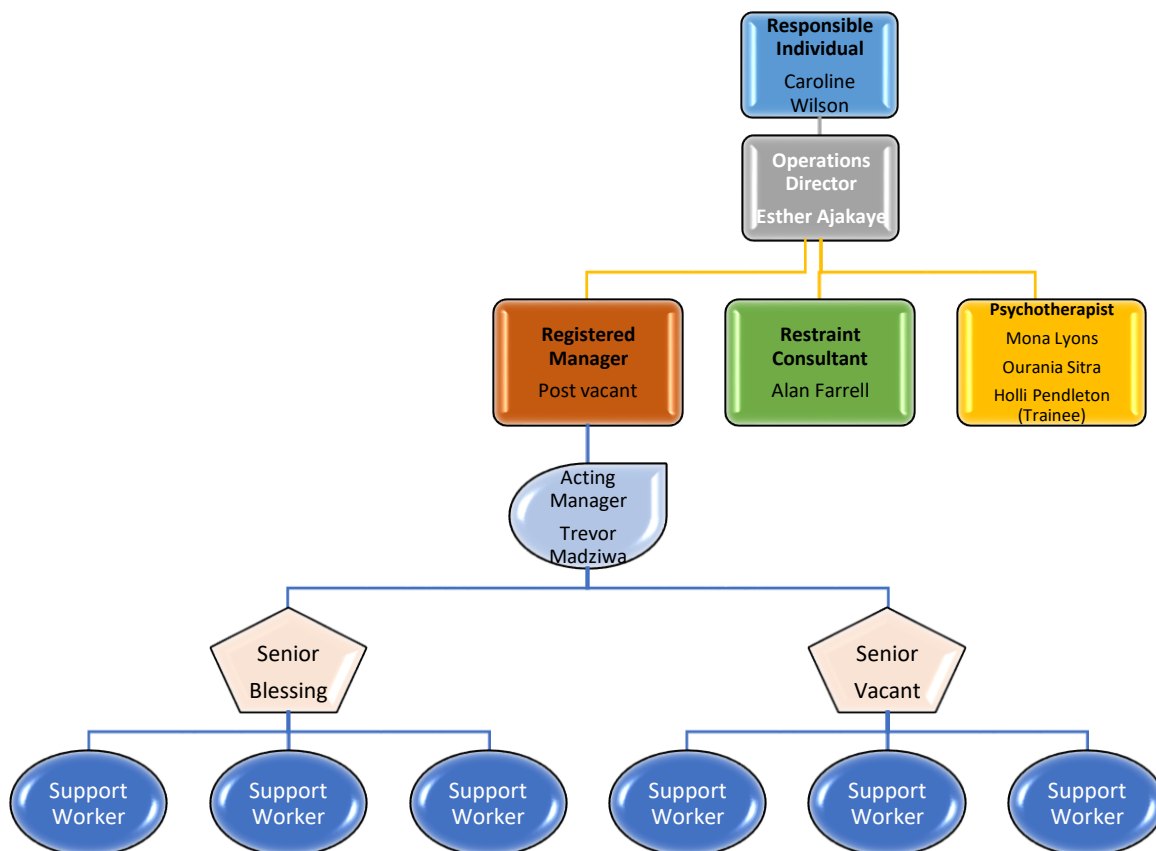 Responsible
Individual
Caroline
Wilson
Operations
Director
Esther Ajakaye
Registered
Manager
Post vacant
Restraint
Consultant
Alan Farrell
Psychotherapist
Mona Lyons
Ourania Sitra
Holli Pendleton
(Trainee)
Acting
Manager
Trevor
Madziwa
Senior
Blessing
Senior
Vacant
Support
Worker
Support
Worker
Support
Worker
Support
Worker
Support
Worker
Support
Worker